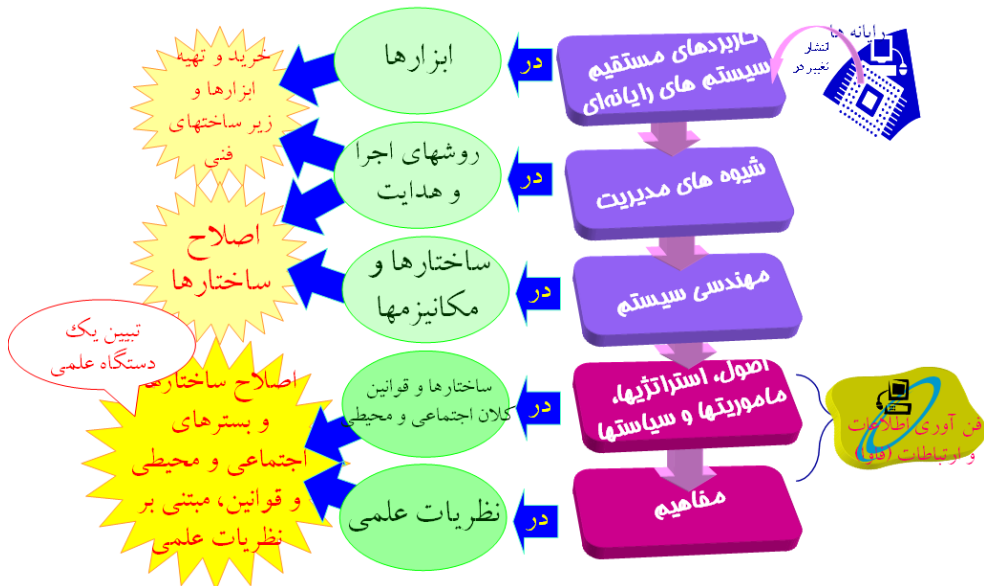 رایانه ها
انتشار
تغییر در
کاربردهای مستقیم
سیستم های رایانه‌ای
در
ابزارها
خرید و تهیه
ابزارها و
زیر ساختهای
فنی
شیوه های مدیریت
در
روشهای اجرا
و هدایت
مهندسی سیستم
در
ساختارها و
مکانیزمها
اصلاح
ساختارها
اصول، استراتژیها،
ماموریتها و سیاستها
در
ساختارها و قوانین
کلان اجتماعی و محیطی
مفاهیم
در
نظریات علمی
فن آوری اطلاعات
و ارتباطات (فاوا)
تبیین یک
دستگاه علمی
اصلاح ساختارها
و بسترهای
اجتماعی و محیطی
و قوانین، مبتنی بر
نظریات علمی